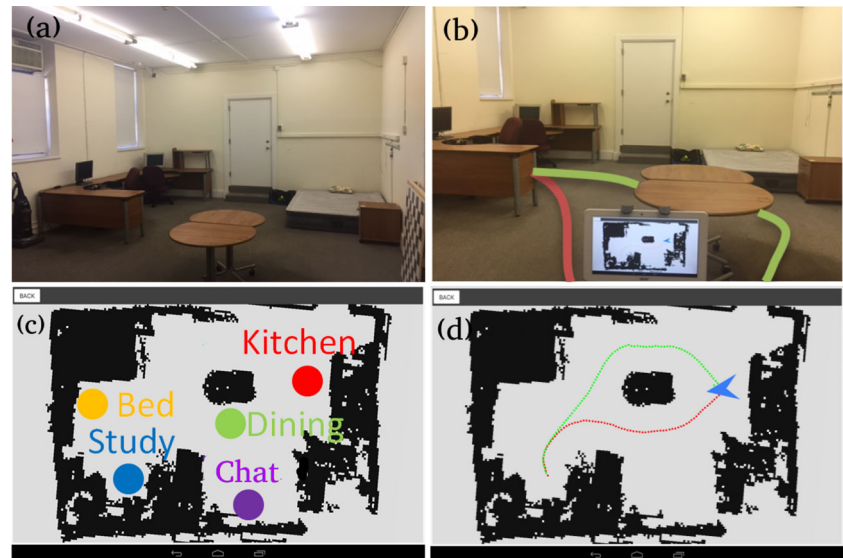 (a)
(b)
BACK
(c)
Kitchen
Bed
Dining
Study
Chat
BACK
(d)